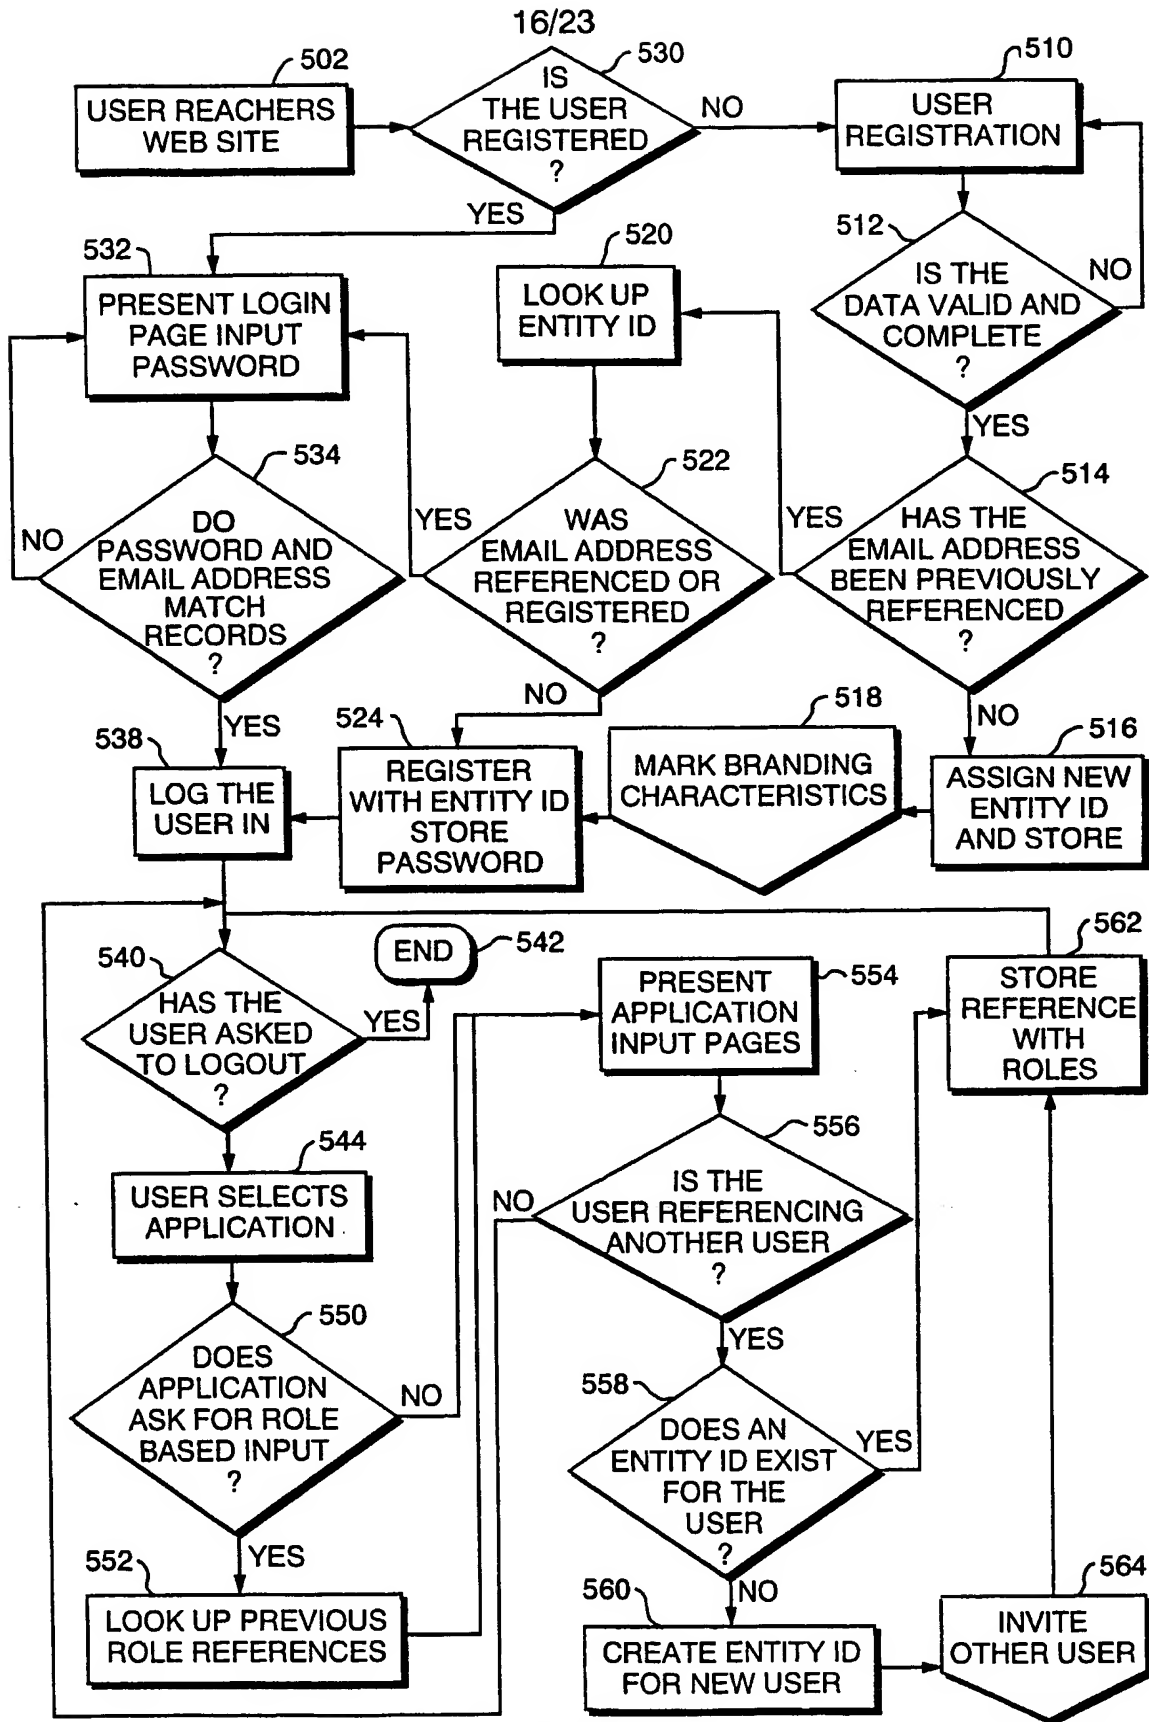 16/23
502
USER REACHERS
WEB SITE
530
IS
THE USER
REGISTERED
?
NO
YES
510
USER
REGISTRATION
512
IS THE
DATA VALID AND
COMPLETE
?
NO
YES
532
PRESENT LOGIN
PAGE INPUT
PASSWORD
520
LOOK UP
ENTITY ID
534
DO
PASSWORD AND
EMAIL ADDRESS
MATCH
RECORDS
?
NO
YES
522
WAS
EMAIL ADDRESS
REFERENCED OR
REGISTERED
?
YES
NO
514
HAS THE
EMAIL ADDRESS
BEEN PREVIOUSLY
REFERENCED
?
YES
NO
538
LOG THE
USER IN
524
REGISTER
WITH ENTITY ID
STORE
PASSWORD
518
MARK BRANDING
CHARACTERISTICS
516
ASSIGN NEW
ENTITY ID
AND STORE
540
HAS THE
USER ASKED
TO LOGOUT
?
YES
END
542
PRESENT
APPLICATION
INPUT PAGES
554
562
STORE
REFERENCE
WITH
ROLES
544
USER SELECTS
APPLICATION
556
IS THE
USER REFERENCING
ANOTHER USER
?
NO
YES
550
DOES
APPLICATION
ASK FOR ROLE
BASED INPUT
?
NO
YES
558
DOES AN
ENTITY ID EXIST
FOR THE
USER
?
YES
NO
552
LOOK UP PREVIOUS
ROLE REFERENCES
560
CREATE ENTITY ID
FOR NEW USER
564
INVITE
OTHER USER